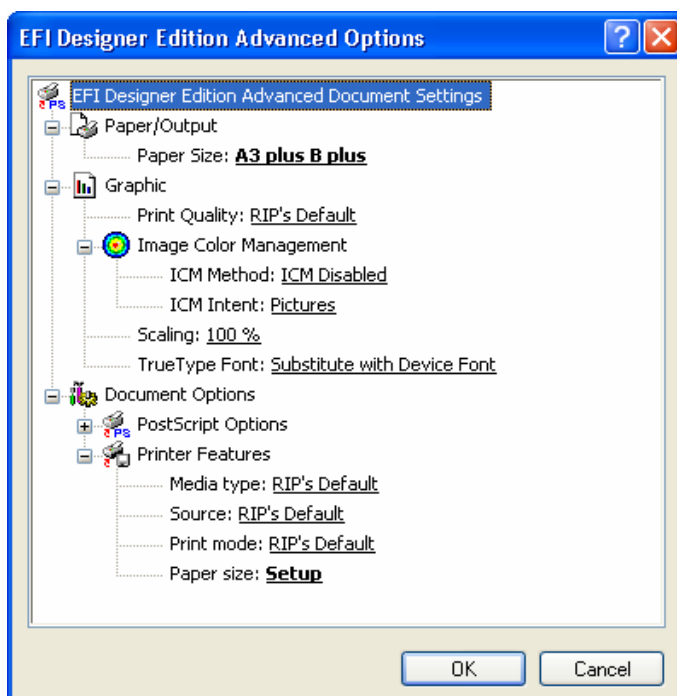 EFI Designer Edition Advanced Options
EFI Designer Edition Advanced Document Settings
Paper/Output
Paper Size: A3 plus B plus
Graphic
Print Quality: RIP's Default
Image Color Management
ICM Method: ICM Disabled
ICM Intent: Pictures
Scaling: 100 %
TrueType Font: Substitute with Device Font
Document Options
PostScript Options
Printer Features
Media type: RIP's Default
Source: RIP's Default
Print mode: RIP's Default
Paper size: Setup
OK Cancel